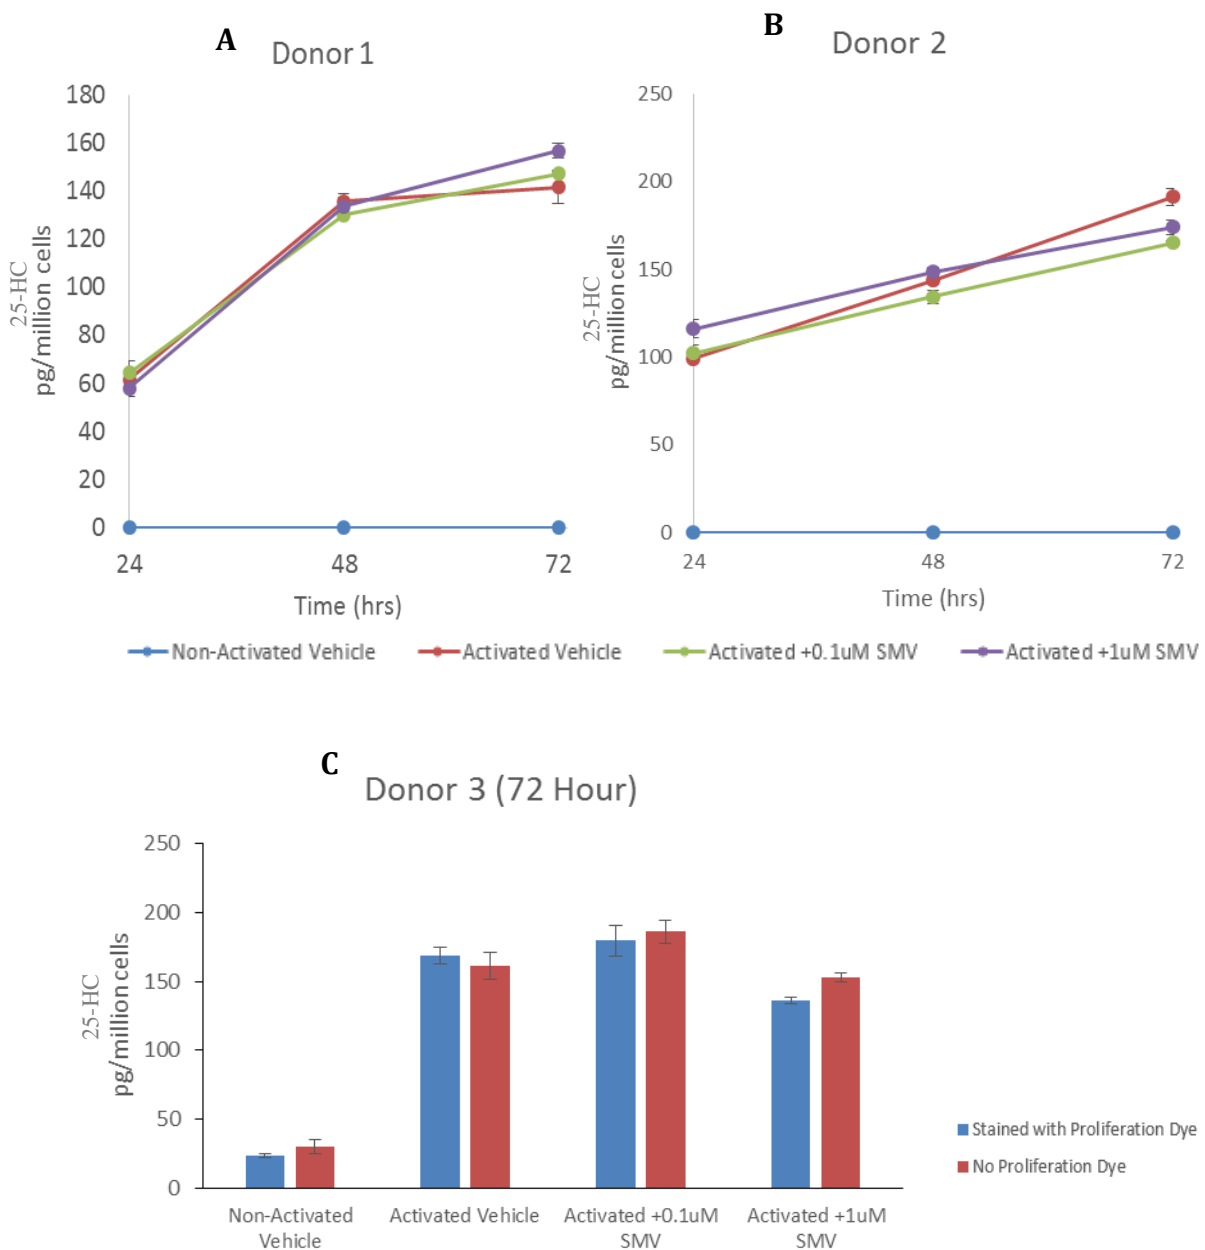 A
Donor 1
180
160
140
120
100
80
60
40
20
0
25-HC
pg/million cells
24
48
72
Time (hrs)
B
Donor 2
250
200
150
100
50
0
25-HC
pg/million cells
24
48
72
Time (hrs)
Non-Activated Vehicle
Activated Vehicle
Activated +0.1uM SMV
Activated +1uM SMV
C
Donor 3 (72 Hour)
250
200
150
100
50
0
25-HC
pg/million cells
Non-Activated
Vehicle
Activated Vehicle
Activated +0.1uM
SMV
Activated +1uM
SMV
Stained with Proliferation Dye
No Proliferation Dye